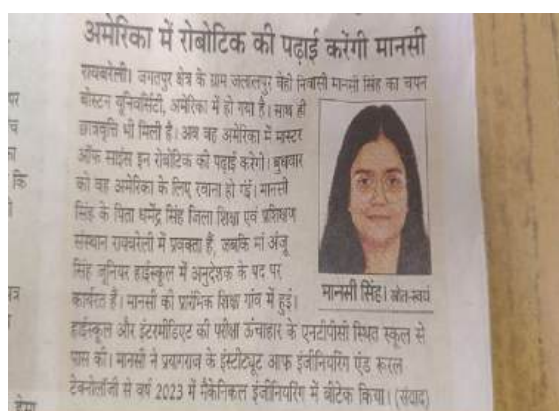 अमेरिका में रोबोटिक की पढ़ाई करेंगी मानसी
रायबरेली। जगतपुर क्षेत्र के ग्राम जलालपुर बेही निवासी मानसी सिंह का चयन
बोस्टन यूनिवर्सिटी, अमेरिका में हो गया है। साथ ही
छात्रवृत्ति भी मिली है। अब वह अमेरिका में मास्टर
ऑफ साइंस इन रोबोटिक की पढ़ाई करेंगी। बुधवार
को वह अमेरिका के लिए रवाना हो गईं। मानसी
सिंह के पिता धर्मेंद्र सिंह जिला शिक्षा एवं प्रशिक्षण
संस्थान रायबरेली में प्रवक्ता हैं, जबकि मां अंजू
सिंह जूनियर हाईस्कूल में अनुदेशक के पद पर
कार्यरत हैं। मानसी की प्रारंभिक शिक्षा गांव में हुई।
मानसी सिंह। स्रोत-स्वयं
हाईस्कूल और इंटरमीडिएट की परीक्षा ऊंचाहार के एनटीपीसी स्थित स्कूल से
पास की। मानसी ने प्रयागराज के इंस्टीट्यूट आफ इंजीनियरिंग एंड रूरल
टेक्नोलॉजी से वर्ष 2023 में मैकेनिकल इंजीनियरिंग में बीटेक किया। (संवाद)